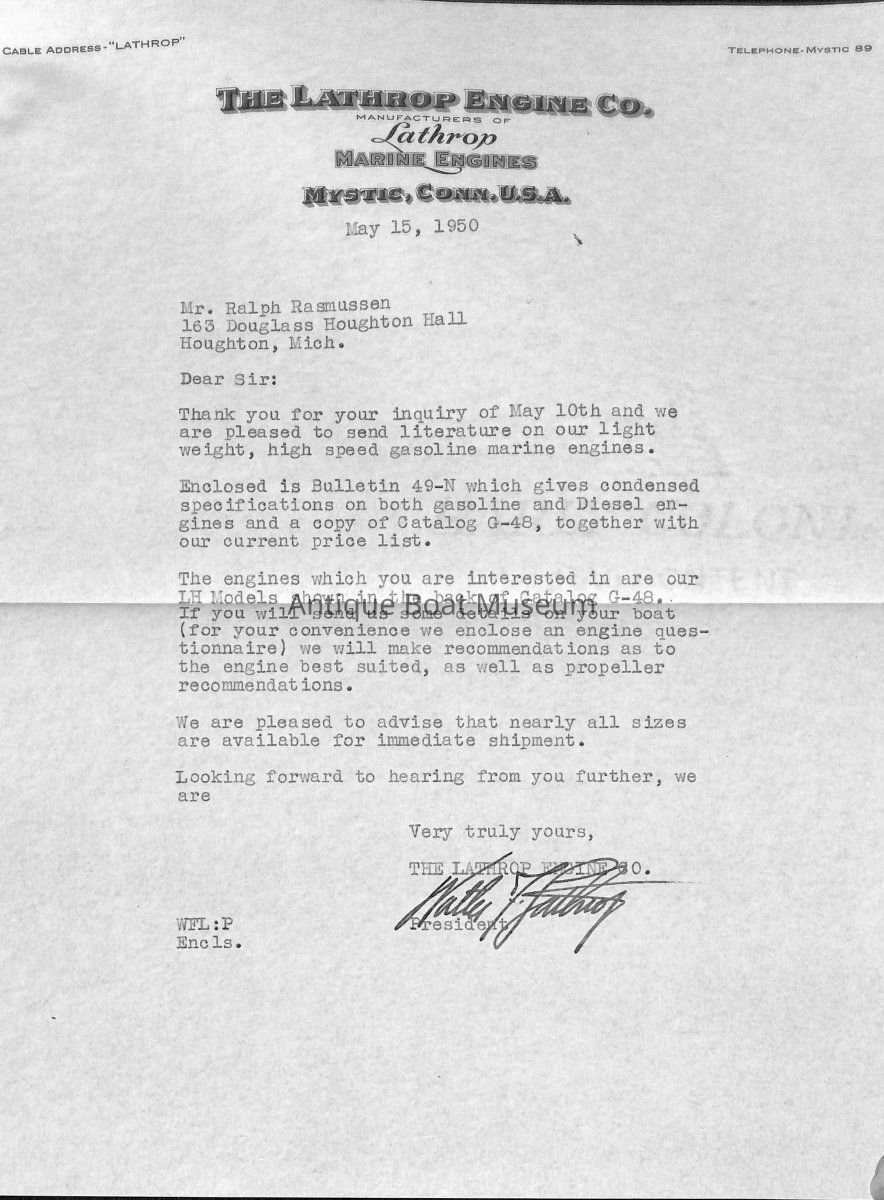 CABLE ADDRESS-"LATHROP"
TELEPHONE-MYSTIC 89
THE LATHROP ENGINE CO.
MANUFACTURERS OF
Lathrop
MARINE ENGINES
MYSTIC, CONN. U.S.A.
May 15, 1950
Mr. Ralph Rasmussen
163 Douglass Houghton Hall
Houghton, Mich.
Dear Sir:
Thank you for your inquiry of May 10th and we
are pleased to send literature on our light
weight, high speed gasoline marine engines.
Enclosed is Bulletin 49-N which gives condensed
specifications on both gasoline and Diesel en-
gines and a copy of Catalog G-48, together with
our current price list.
The engines which you are interested in are our
LH Models shown in the back of Catalog G-48.
Antique Boat Museum
If you will send us some details on your boat
(for your convenience we enclose an engine ques-
tionnaire) we will make recommendations as to
the engine best suited, as well as propeller
recommendations.
We are pleased to advise that nearly all sizes
are available for immediate shipment.
Looking forward to hearing from you further, we
are
Very truly yours,
THE LATHROP ENGINE CO.
Walter F. Lathrop
President
WFL:P
Encls.